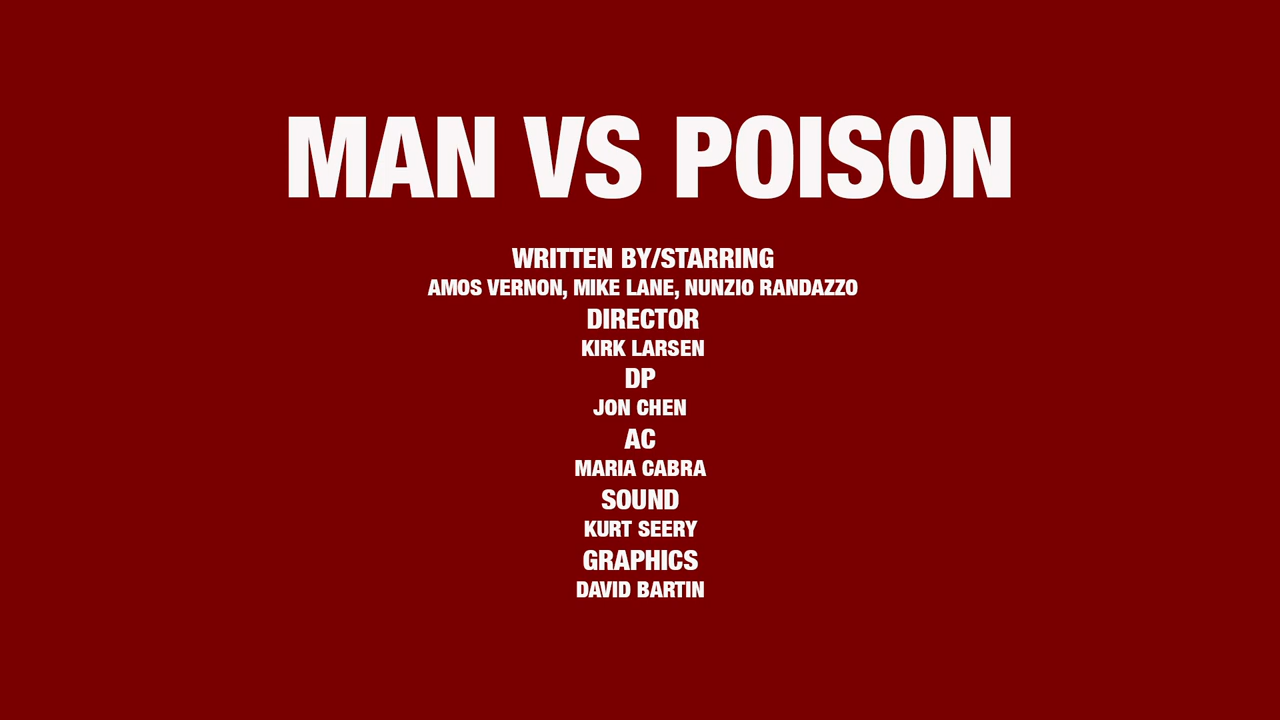 MAN VS POISON
WRITTEN BY/STARRING
AMOS VERNON, MIKE LANE, NUNZIO RANDAZZO
DIRECTOR
KIRK LARSEN
DP
JON CHEN
AC
MARIA CABRA
SOUND
KURT SEERY
GRAPHICS
DAVID BARTIN